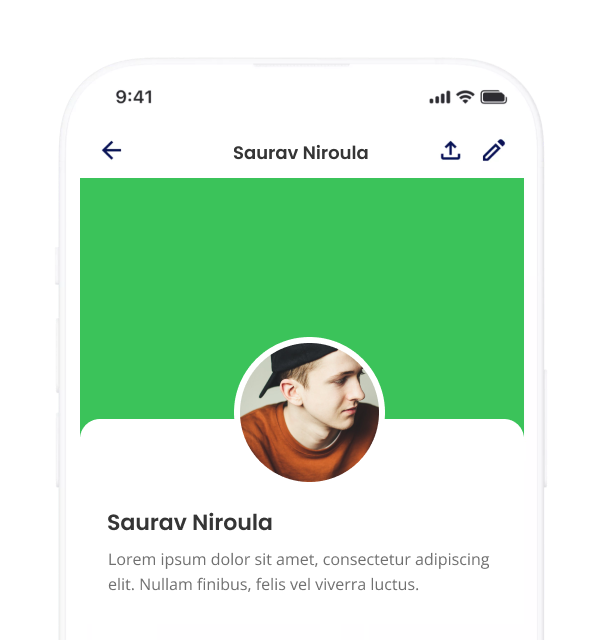 9:41
Saurav Niroula
Saurav Niroula
Lorem ipsum dolor sit amet, consectetur adipiscing
elit. Nullam finibus, felis vel viverra luctus.